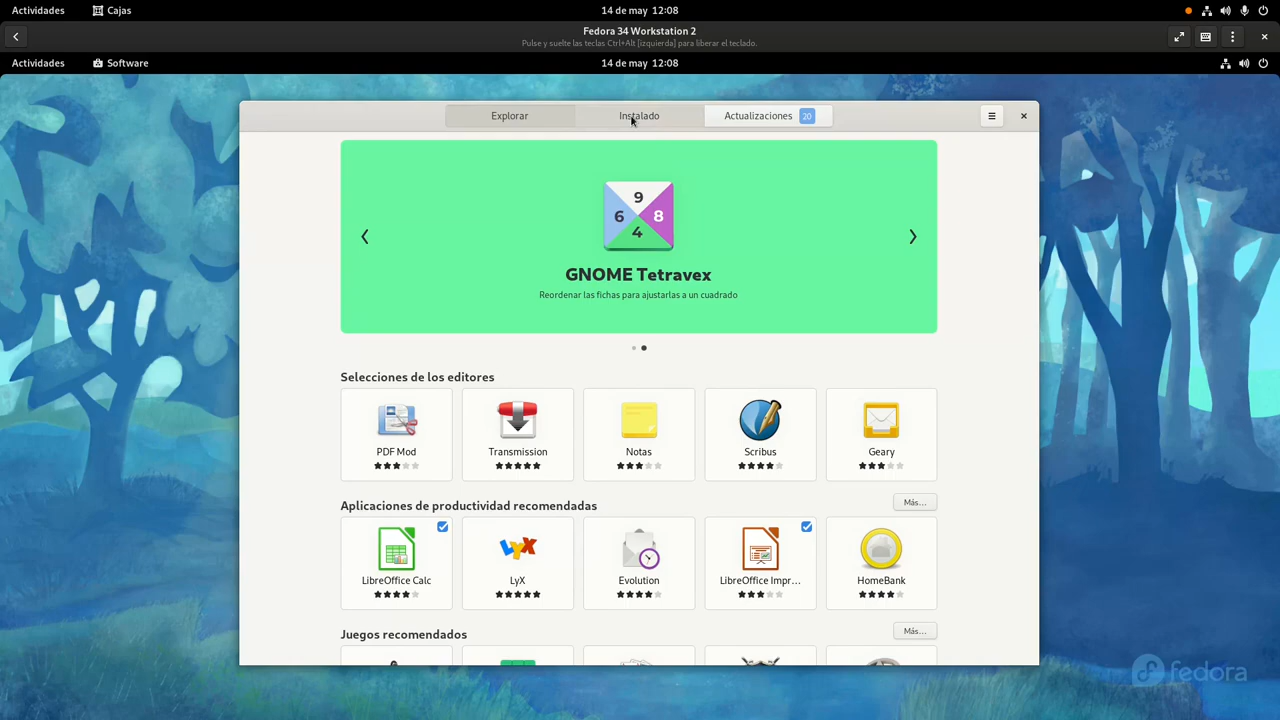 Actividades Cajas 14 de may 12:08
Fedora 34 Workstation 2
Pulse y suelte las teclas Ctrl+Alt [izquierda] para liberar el teclado.
Actividades Software 14 de may 12:08
Explorar Instalado Actualizaciones 20
9
6 8
4
GNOME Tetravex
Reordenar las fichas para ajustarlas a un cuadrado
Selecciones de los editores
PDF Mod Transmission Notas Scribus Geary
Aplicaciones de productividad recomendadas Más…
LYX
LibreOffice Calc LyX Evolution LibreOffice Impr… HomeBank
Juegos recomendados Más…
fedora